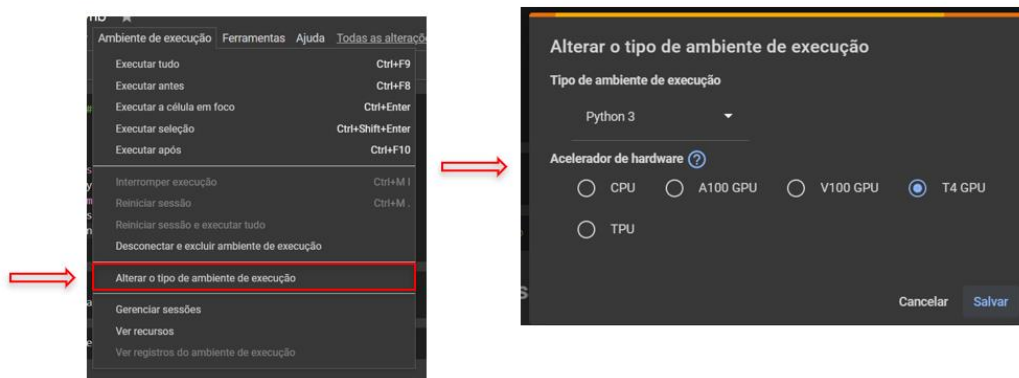 Ambiente de execução Ferramentas Ajuda Todas as alteraçõ
Executar tudo Ctrl+F9
Executar antes Ctrl+F8
Executar a célula em foco Ctrl+Enter
Executar seleção Ctrl+Shift+Enter
Executar após Ctrl+F10
Interromper execução Ctrl+M I
Reiniciar sessão Ctrl+M .
Reiniciar sessão e executar tudo
Desconectar e excluir ambiente de execução
Alterar o tipo de ambiente de execução
Gerenciar sessões
Ver recursos
Ver registros do ambiente de execução
Alterar o tipo de ambiente de execução
Tipo de ambiente de execução
Python 3
Acelerador de hardware ?
CPU A100 GPU V100 GPU T4 GPU
TPU
Cancelar Salvar